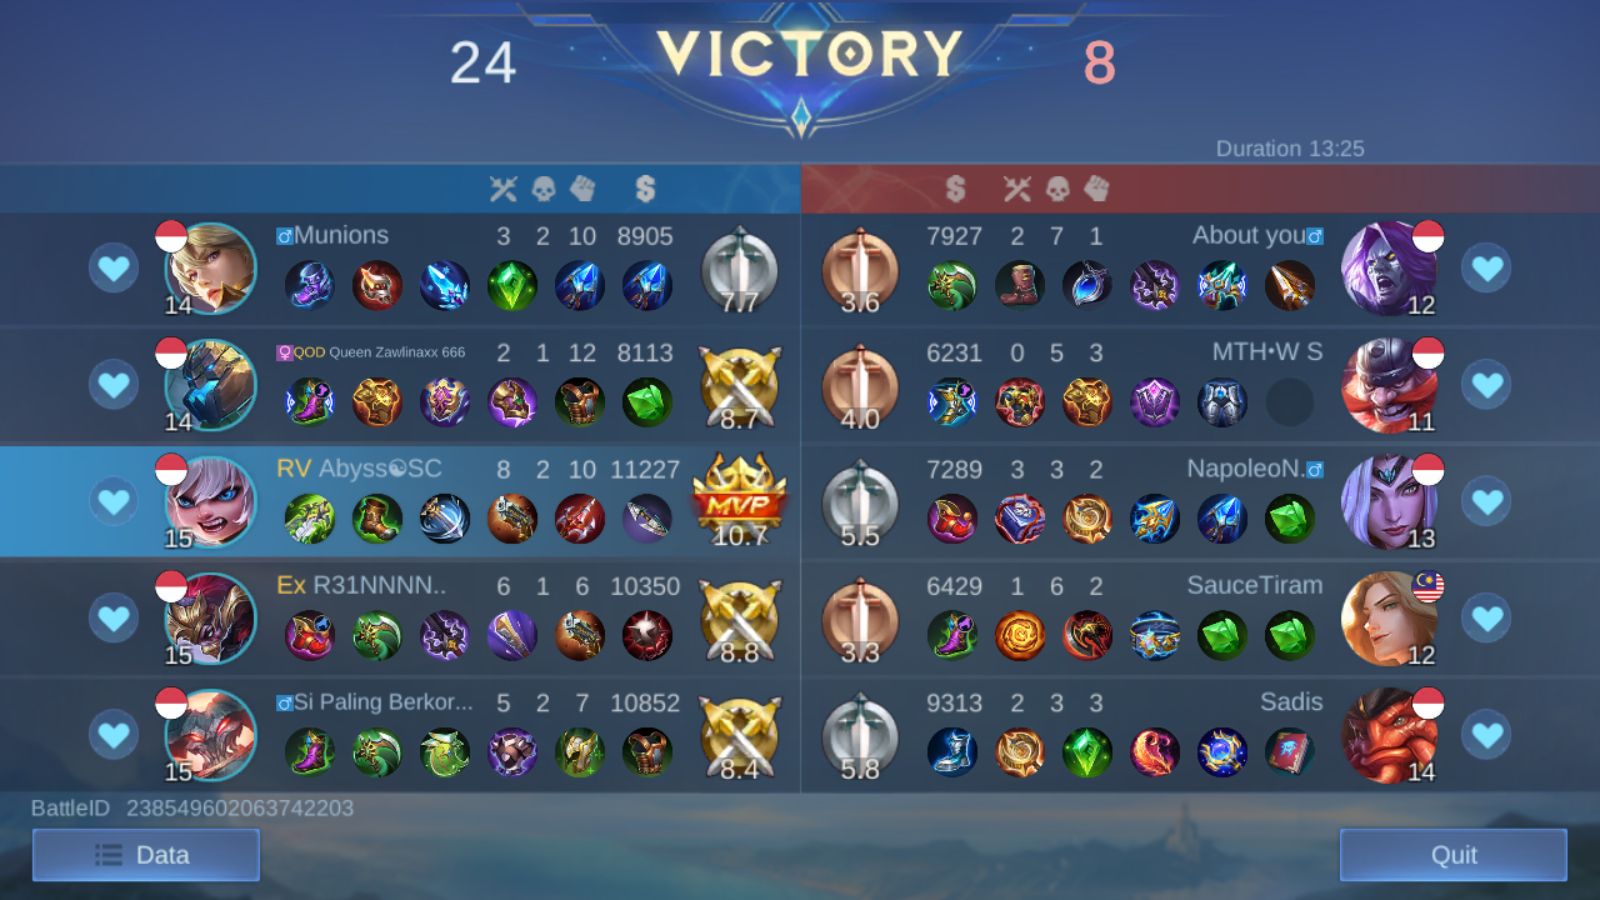 24 VICTORY 8
Duration 13:25
♂Munions 3 2 10 8905
14 7.7
7927 2 7 1 About you♂
3.6 12
♀QOD Queen Zawlinaxx 666 2 1 12 8113
14 8.7
6231 0 5 3 MTH•W S
4.0 11
RV Abyss☯SC 8 2 10 11227
MVP
15 10.7
7289 3 3 2 NapoleoN.♂
5.5 13
Ex R31NNNN.. 6 1 6 10350
15 8.8
6429 1 6 2 SauceTiram
3.3 12
♂Si Paling Berkor... 5 2 7 10852
15 8.4
9313 2 3 3 Sadis
5.8 14
BattleID 238549602063742203
Data
Quit